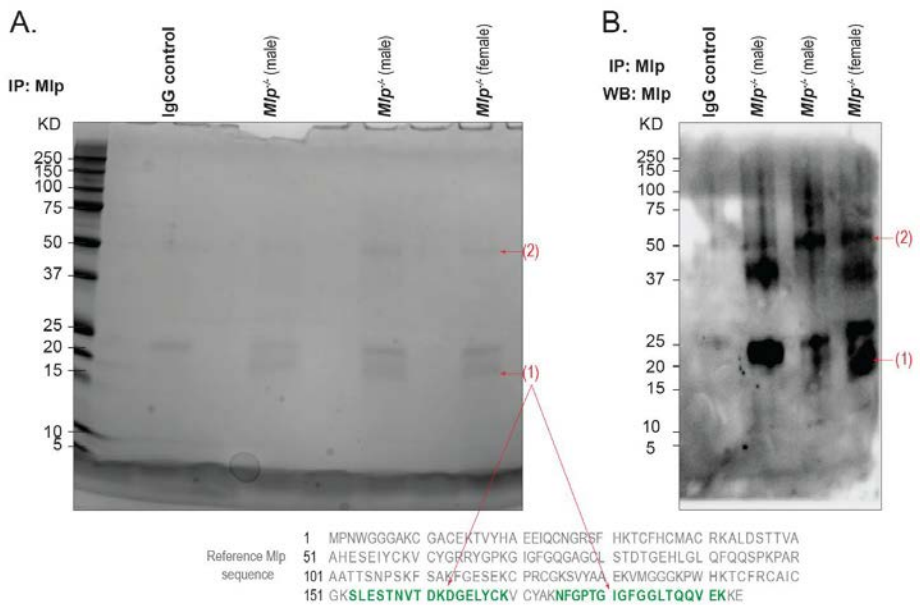 A.
IP: Mlp
IgG control
Mlp-/- (male)
Mlp-/- (male)
Mlp-/- (female)
KD
250
150
100
75
50
37
25
20
15
10
5
(2)
(1)
B.
IP: Mlp
WB: Mlp
IgG control
Mlp-/- (male)
Mlp-/- (male)
Mlp-/- (female)
KD
250
150
100
75
50
37
25
20
15
10
5
(2)
(1)
Reference Mlp
sequence
1 MPNWGGGAKC GACEKTVYHA EEIQCNGRSF HKTCFHCMAC RKALDSTTVA
51 AHESEIYCKV CYGRRYGPKG IGFGQGAGCL STDTGEHLGL QFQQSPKPAR
101 AATTSNPSKF SAKFGESEKC PRCGKSVYAA EKVMGGGKPW HKTCFRCAIC
151 GKSLESTNVT DKDGELYCKV CYAKNFGPTG IGFGGLTQQV EKKE